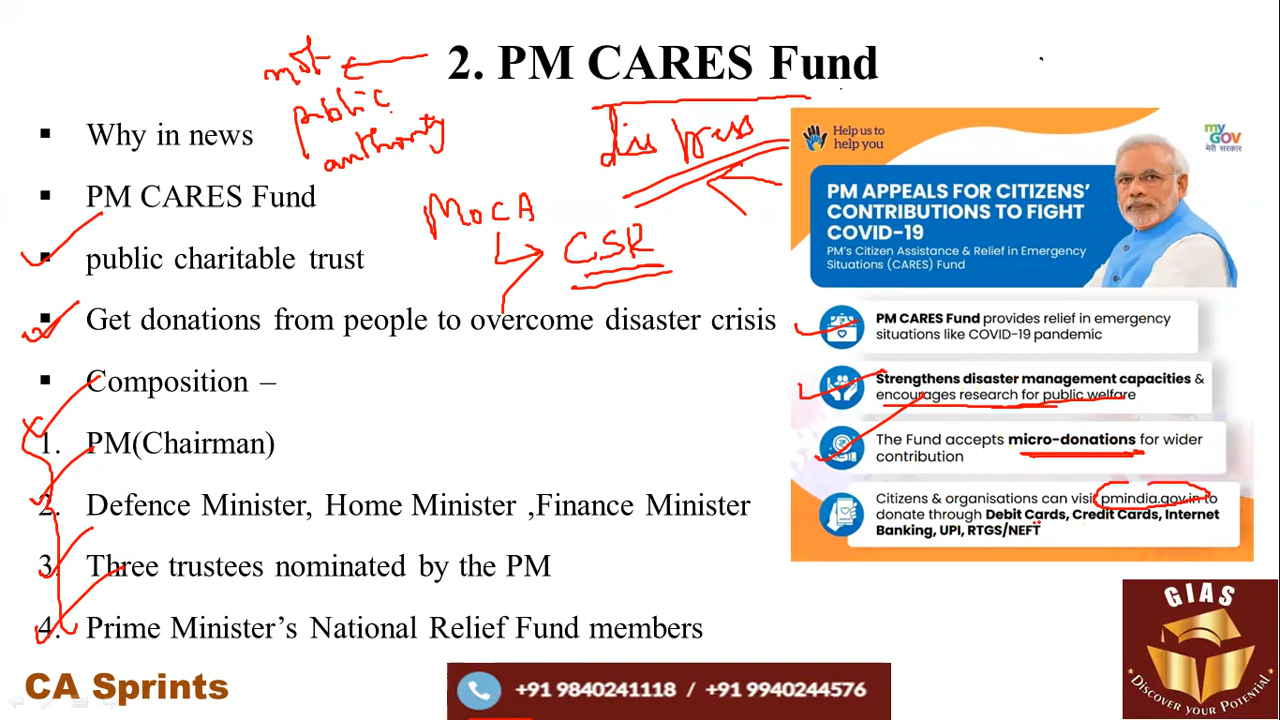 2. PM CARES Fund
not
public
authority
distress
MoCA
CSR
▪ Why in news
▪ PM CARES Fund
▪ public charitable trust
▪ Get donations from people to overcome disaster crisis
▪ Composition –
1. PM(Chairman)
2. Defence Minister, Home Minister ,Finance Minister
3. Three trustees nominated by the PM
4. Prime Minister’s National Relief Fund members
Help us to
help you
my
GOV
मेरी सरकार
PM APPEALS FOR CITIZENS’
CONTRIBUTIONS TO FIGHT
COVID-19
PM's Citizen Assistance & Relief in Emergency
Situations (CARES) Fund
PM CARES Fund provides relief in emergency
situations like COVID-19 pandemic
Strengthens disaster management capacities &
encourages research for public welfare
The Fund accepts micro-donations for wider
contribution
Citizens & organisations can visit pmindia.gov.in to
donate through Debit Cards, Credit Cards, Internet
Banking, UPI, RTGS/NEFT
CA Sprints
+91 9840241118 / +91 9940244576
GIAS
DISCOVER YOUR POTENTIAL